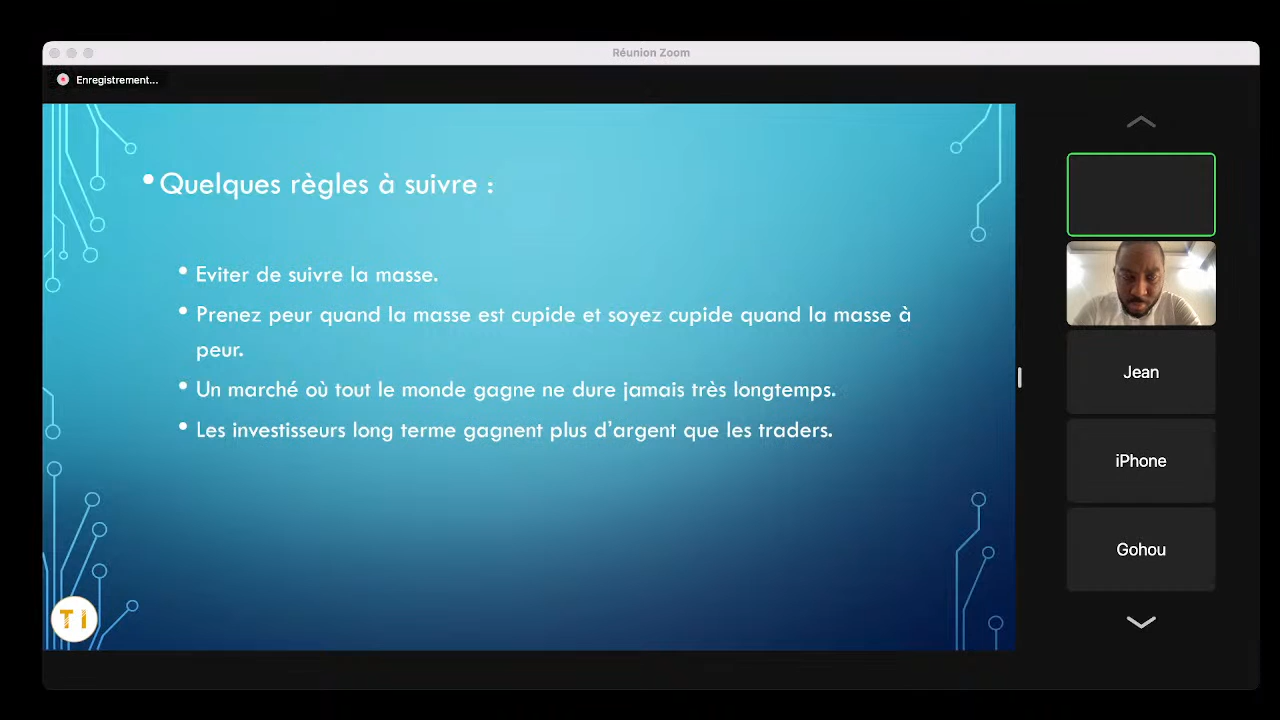 Réunion Zoom
Enregistrement...
•Quelques règles à suivre :
• Eviter de suivre la masse.
• Prenez peur quand la masse est cupide et soyez cupide quand la masse à
peur.
• Un marché où tout le monde gagne ne dure jamais très longtemps.
• Les investisseurs long terme gagnent plus d’argent que les traders.
T I
Jean
iPhone
Gohou